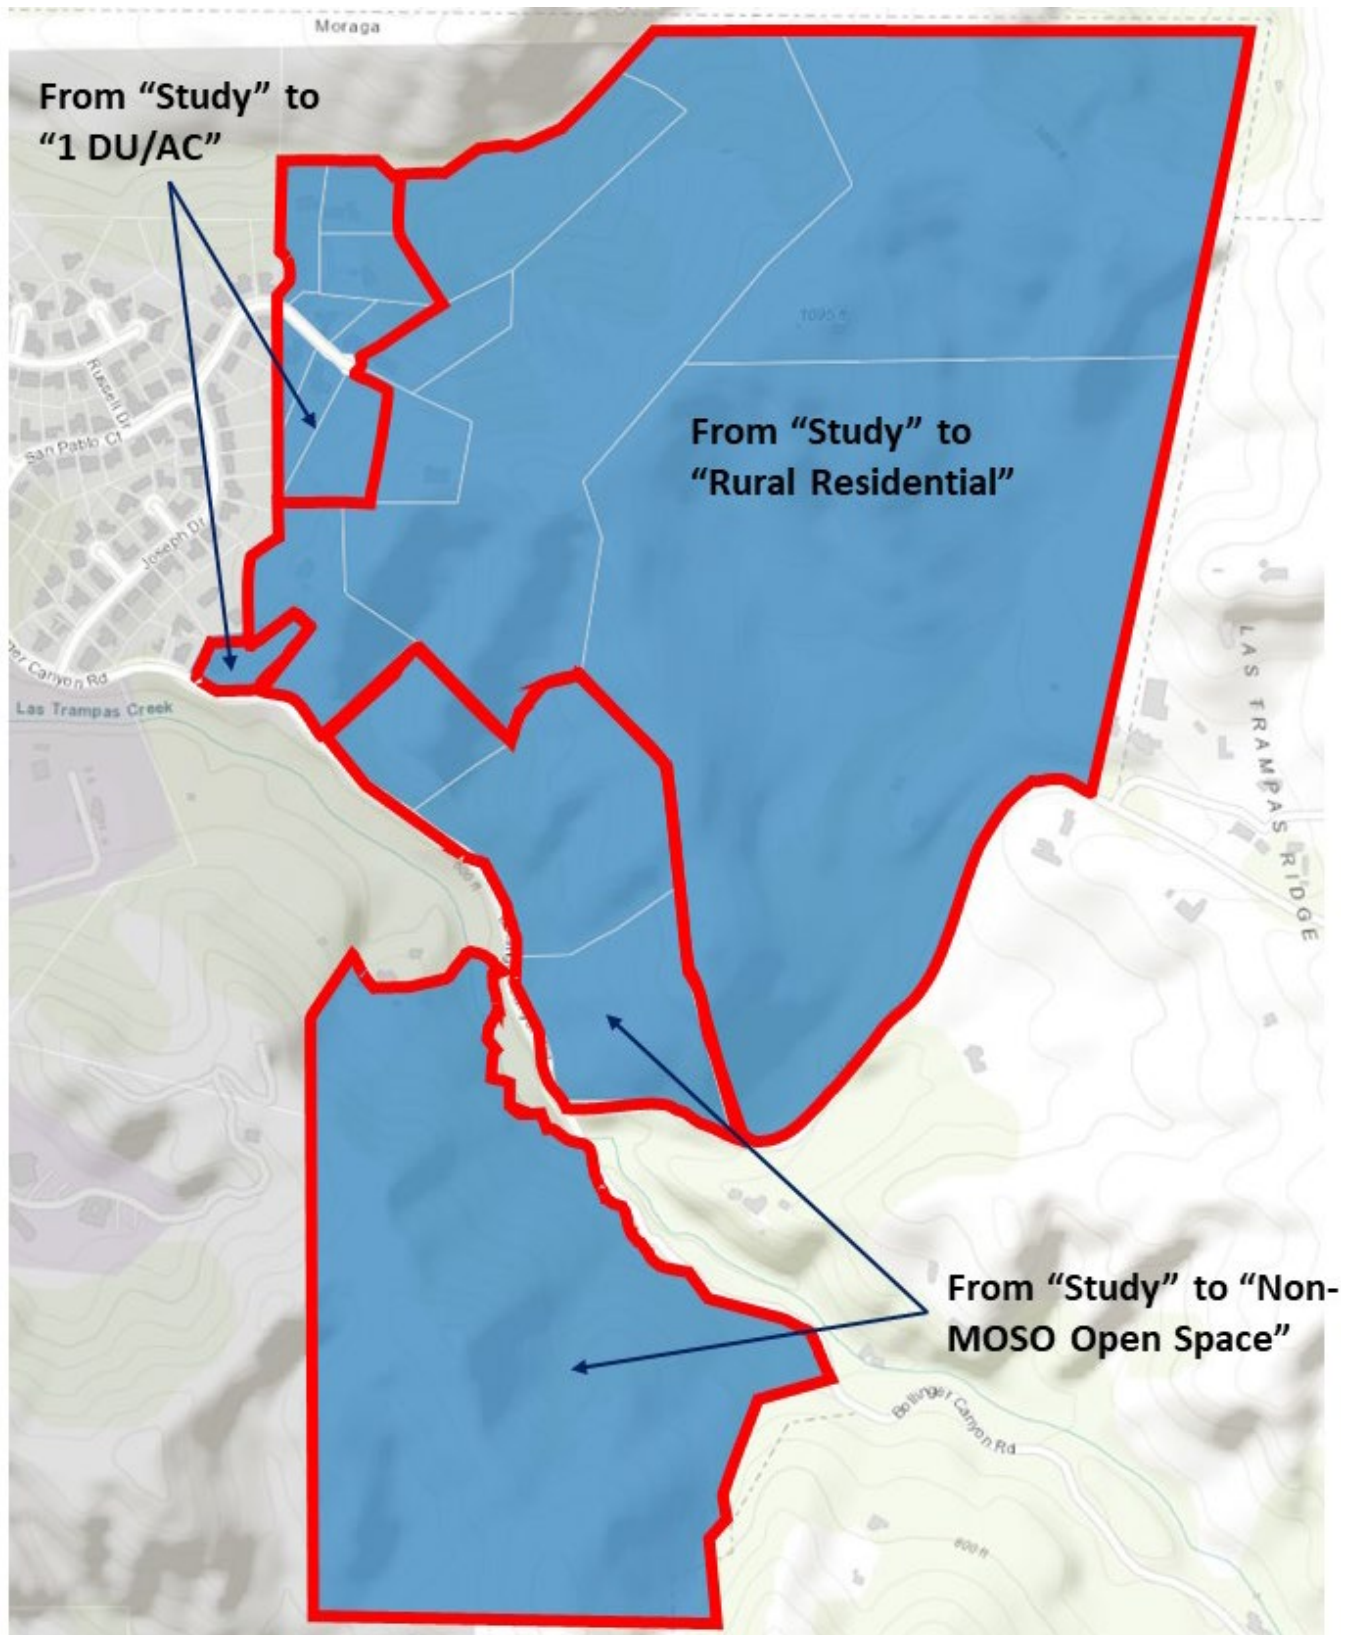 Moraga
From “Study” to
“1 DU/AC”
1095 ft
Russell Dr
San Pablo Ct
From “Study” to
“Rural Residential”
Joseph Dr
Canyon Rd
Las Trampas Creek
LAS TRAMPAS RIDGE
From “Study” to “Non-
MOSO Open Space”
Bollinger Canyon Rd
800 ft